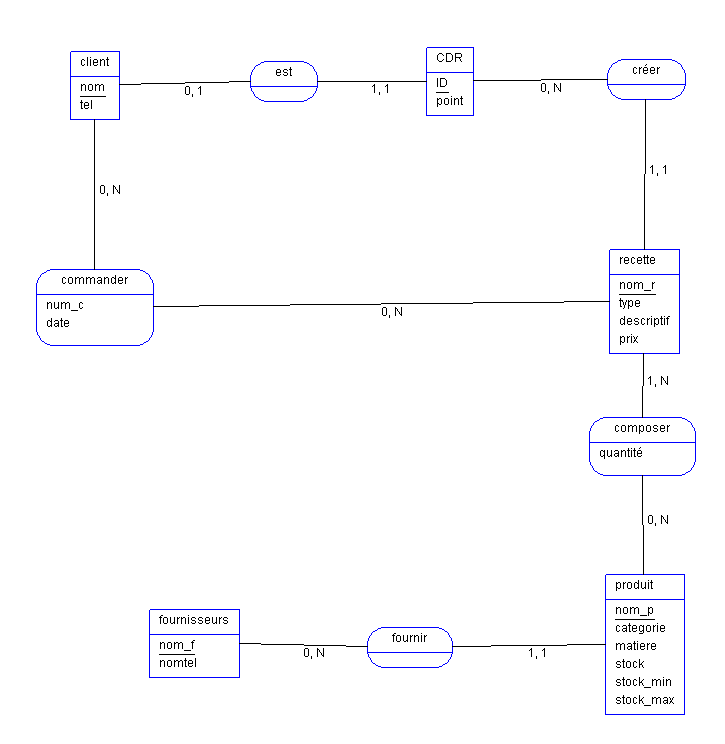 client
nom
tel
0, 1
est
1, 1
CDR
ID
point
0, N
créer
0, N
1, 1
commander
num_c
date
0, N
recette
nom_r
type
descriptif
prix
1, N
composer
quantité
0, N
fournisseurs
nom_f
nomtel
0, N
fournir
1, 1
produit
nom_p
categorie
matiere
stock
stock_min
stock_max